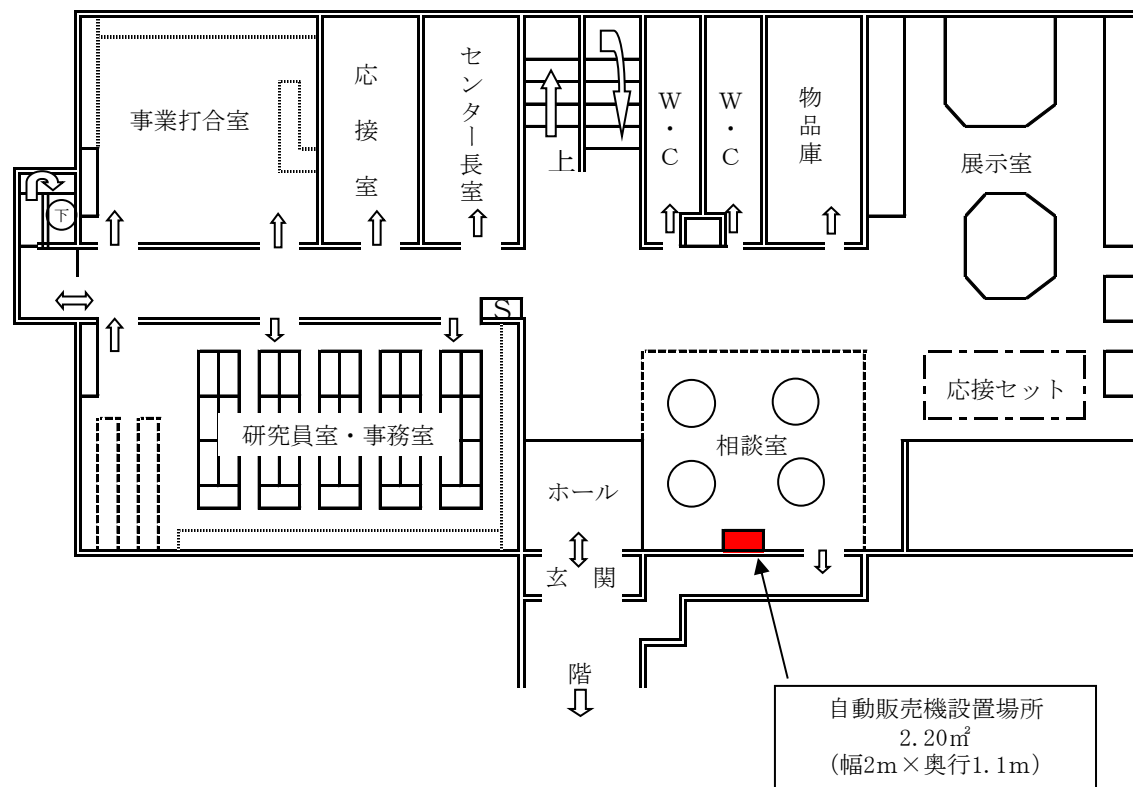 事業打合室
応接室
センター長室
上
W・C
W・C
物品庫
展示室
下
S
研究員室・事務室
ホール
相談室
応接セット
玄 関
階
自動販売機設置場所
2.20㎡
(幅2m×奥行1.1m)